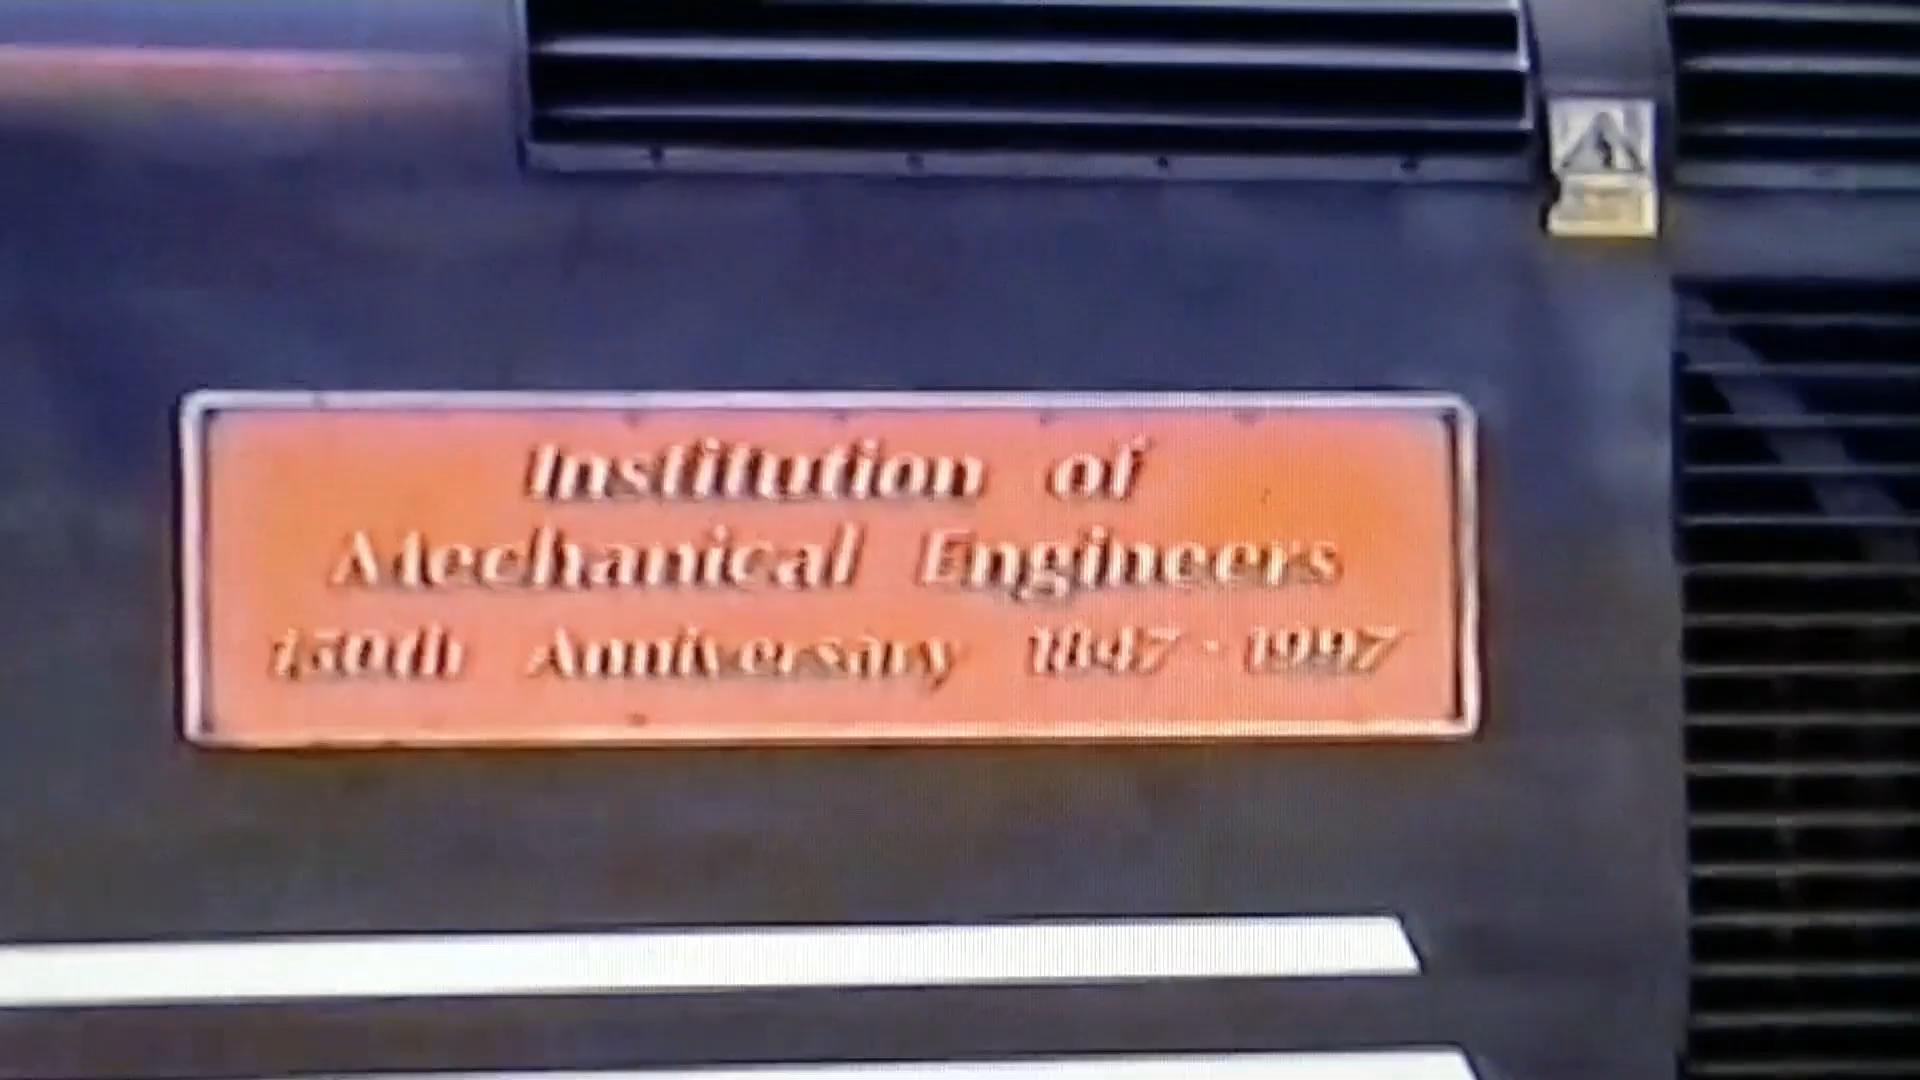 Institution of
Mechanical Engineers
150th Anniversary 1847 - 1997